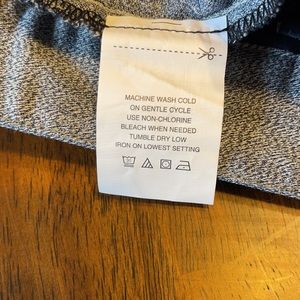 MACHINE WASH COLD
ON GENTLE CYCLE
USE NON-CHLORINE
BLEACH WHEN NEEDED
TUMBLE DRY LOW
IRON ON LOWEST SETTING